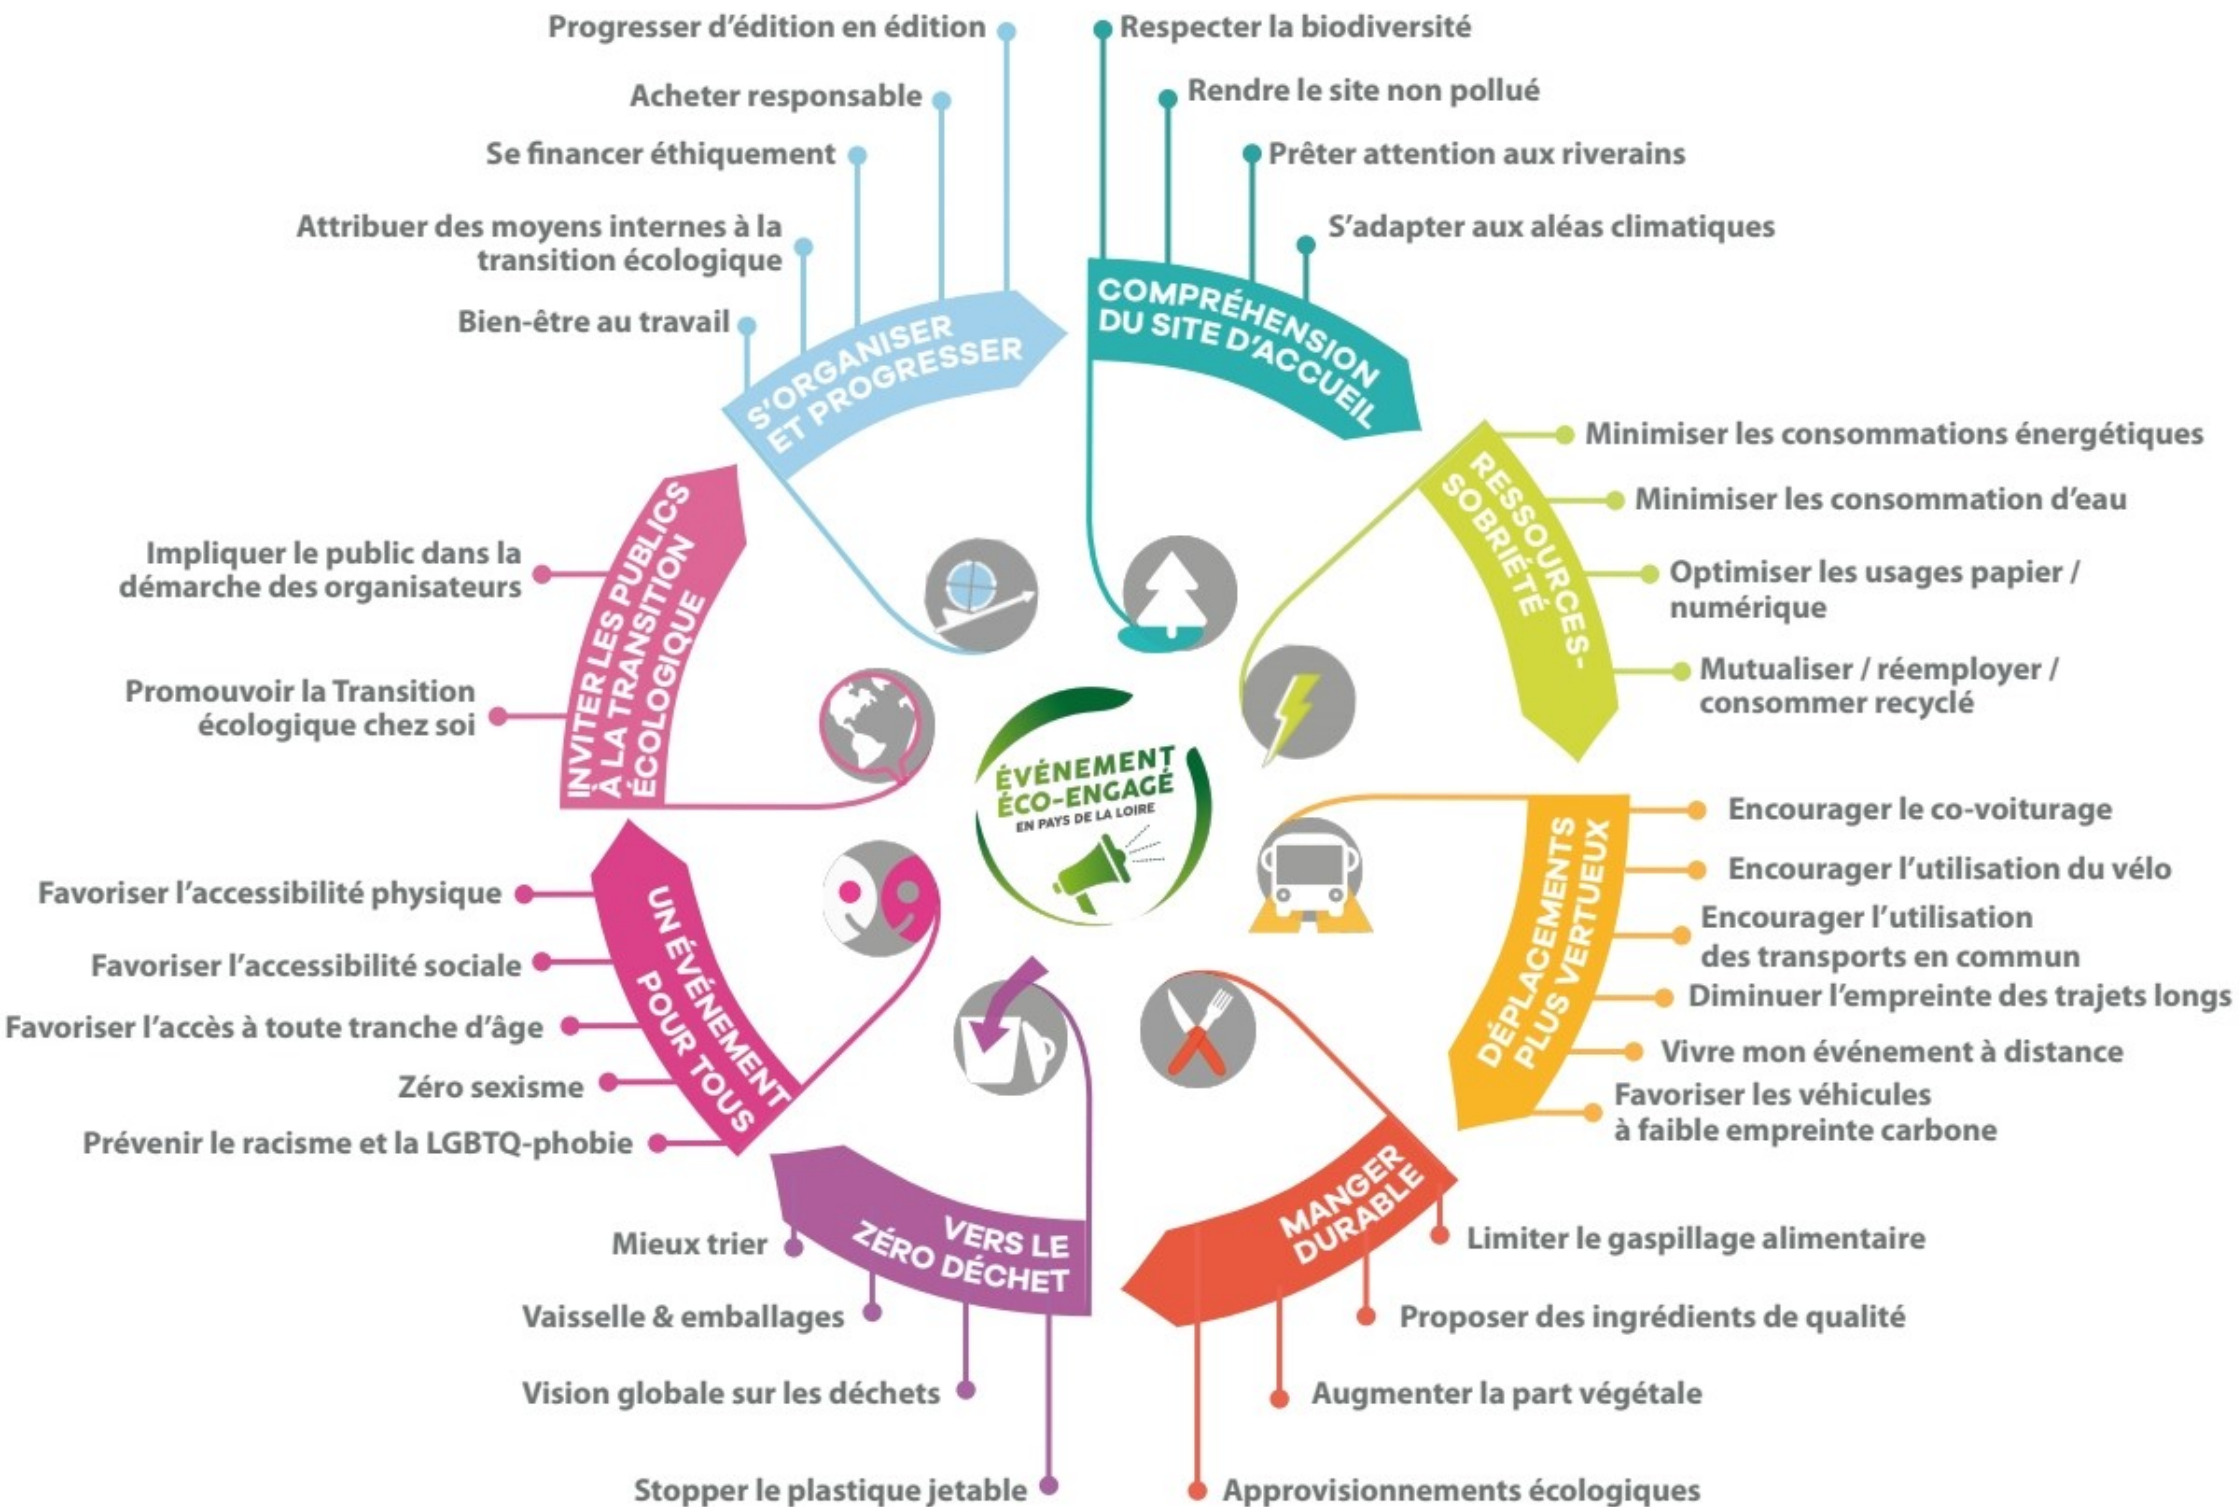 Progresser d'édition en édition
Acheter responsable
Se financer éthiquement
Attribuer des moyens internes à la
transition écologique
Bien-être au travail
S'ORGANISER
ET PROGRESSER
Respecter la biodiversité
Rendre le site non pollué
Prêter attention aux riverains
S'adapter aux aléas climatiques
COMPRÉHENSION
DU SITE D'ACCUEIL
Minimiser les consommations énergétiques
Minimiser les consommation d'eau
Optimiser les usages papier /
numérique
Mutualiser / réemployer /
consommer recyclé
RESSOURCES-
SOBRIÉTÉ
Encourager le co-voiturage
Encourager l'utilisation du vélo
Encourager l'utilisation
des transports en commun
Diminuer l'empreinte des trajets longs
Vivre mon événement à distance
Favoriser les véhicules
à faible empreinte carbone
DÉPLACEMENTS
PLUS VERTUEUX
MANGER
DURABLE
Limiter le gaspillage alimentaire
Proposer des ingrédients de qualité
Augmenter la part végétale
Approvisionnements écologiques
VERS LE
ZÉRO DÉCHET
Mieux trier
Vaisselle & emballages
Vision globale sur les déchets
Stopper le plastique jetable
UN ÉVÉNEMENT
POUR TOUS
Favoriser l'accessibilité physique
Favoriser l'accessibilité sociale
Favoriser l'accès à toute tranche d'âge
Zéro sexisme
Prévenir le racisme et la LGBTQ-phobie
INVITER LES PUBLICS
À LA TRANSITION
ÉCOLOGIQUE
Impliquer le public dans la
démarche des organisateurs
Promouvoir la Transition
écologique chez soi
ÉVÉNEMENT
ÉCO-ENGAGÉ
EN PAYS DE LA LOIRE